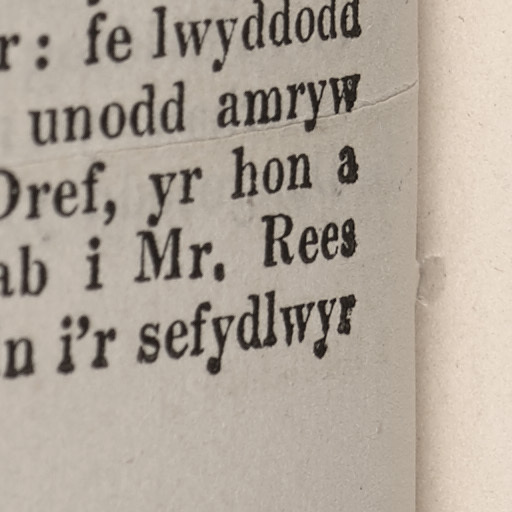 r: fe lwyddodd
unodd amryw
Dref, yr hon a
ab i Mr. Rees
n i'r sefydlwyr